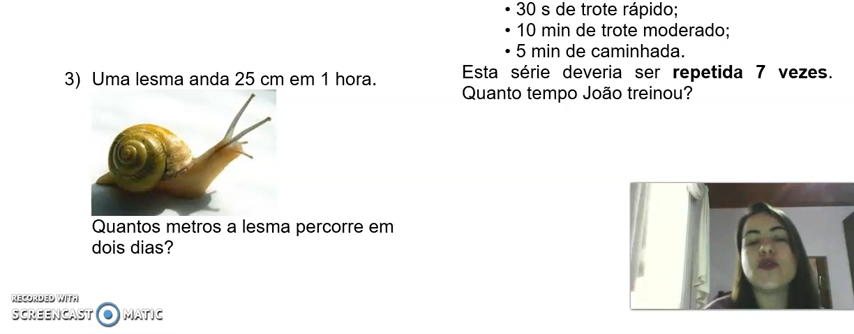 3) Uma lesma anda 25 cm em 1 hora.
Quantos metros a lesma percorre em
dois dias?
• 30 s de trote rápido;
• 10 min de trote moderado;
• 5 min de caminhada.
Esta série deveria ser repetida 7 vezes.
Quanto tempo João treinou?
RECORDED WITH
SCREENCAST MATIC